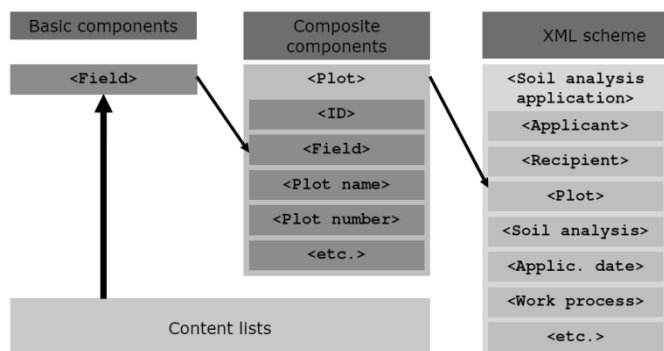 Basic components
<Field>
Composite
components
<Plot>
<ID>
<Field>
<Plot name>
<Plot number>
<etc.>
XML scheme
<Soil analysis
application>
<Applicant>
<Recipient>
<Plot>
<Soil analysis>
<Applic. date>
<Work process>
<etc.>
Content lists